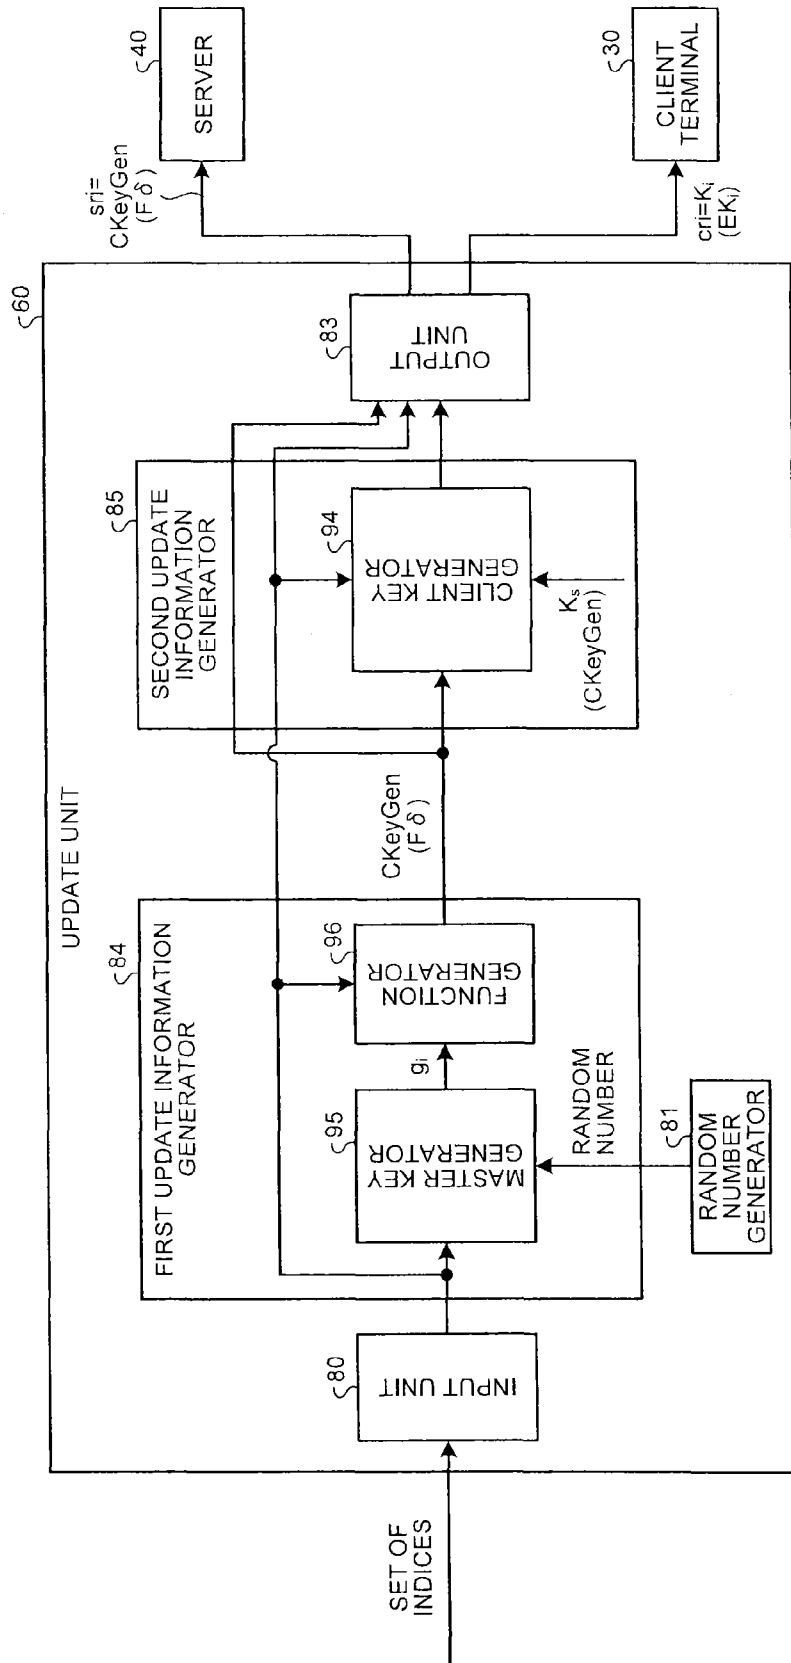 60
UPDATE UNIT
SET OF
INDICES
80
INPUT UNIT
84
FIRST UPDATE INFORMATION
GENERATOR
95
MASTER KEY
GENERATOR
gi
96
FUNCTION
GENERATOR
RANDOM
NUMBER
81
RANDOM
NUMBER
GENERATOR
CKeyGen
(F δ)
85
SECOND UPDATE
INFORMATION
GENERATOR
94
CLIENT KEY
GENERATOR
Ks
(CKeyGen)
83
OUTPUT
UNIT
sri=
CKeyGen
(F δ)
40
SERVER
cri=Ki
(EKi)
30
CLIENT
TERMINAL